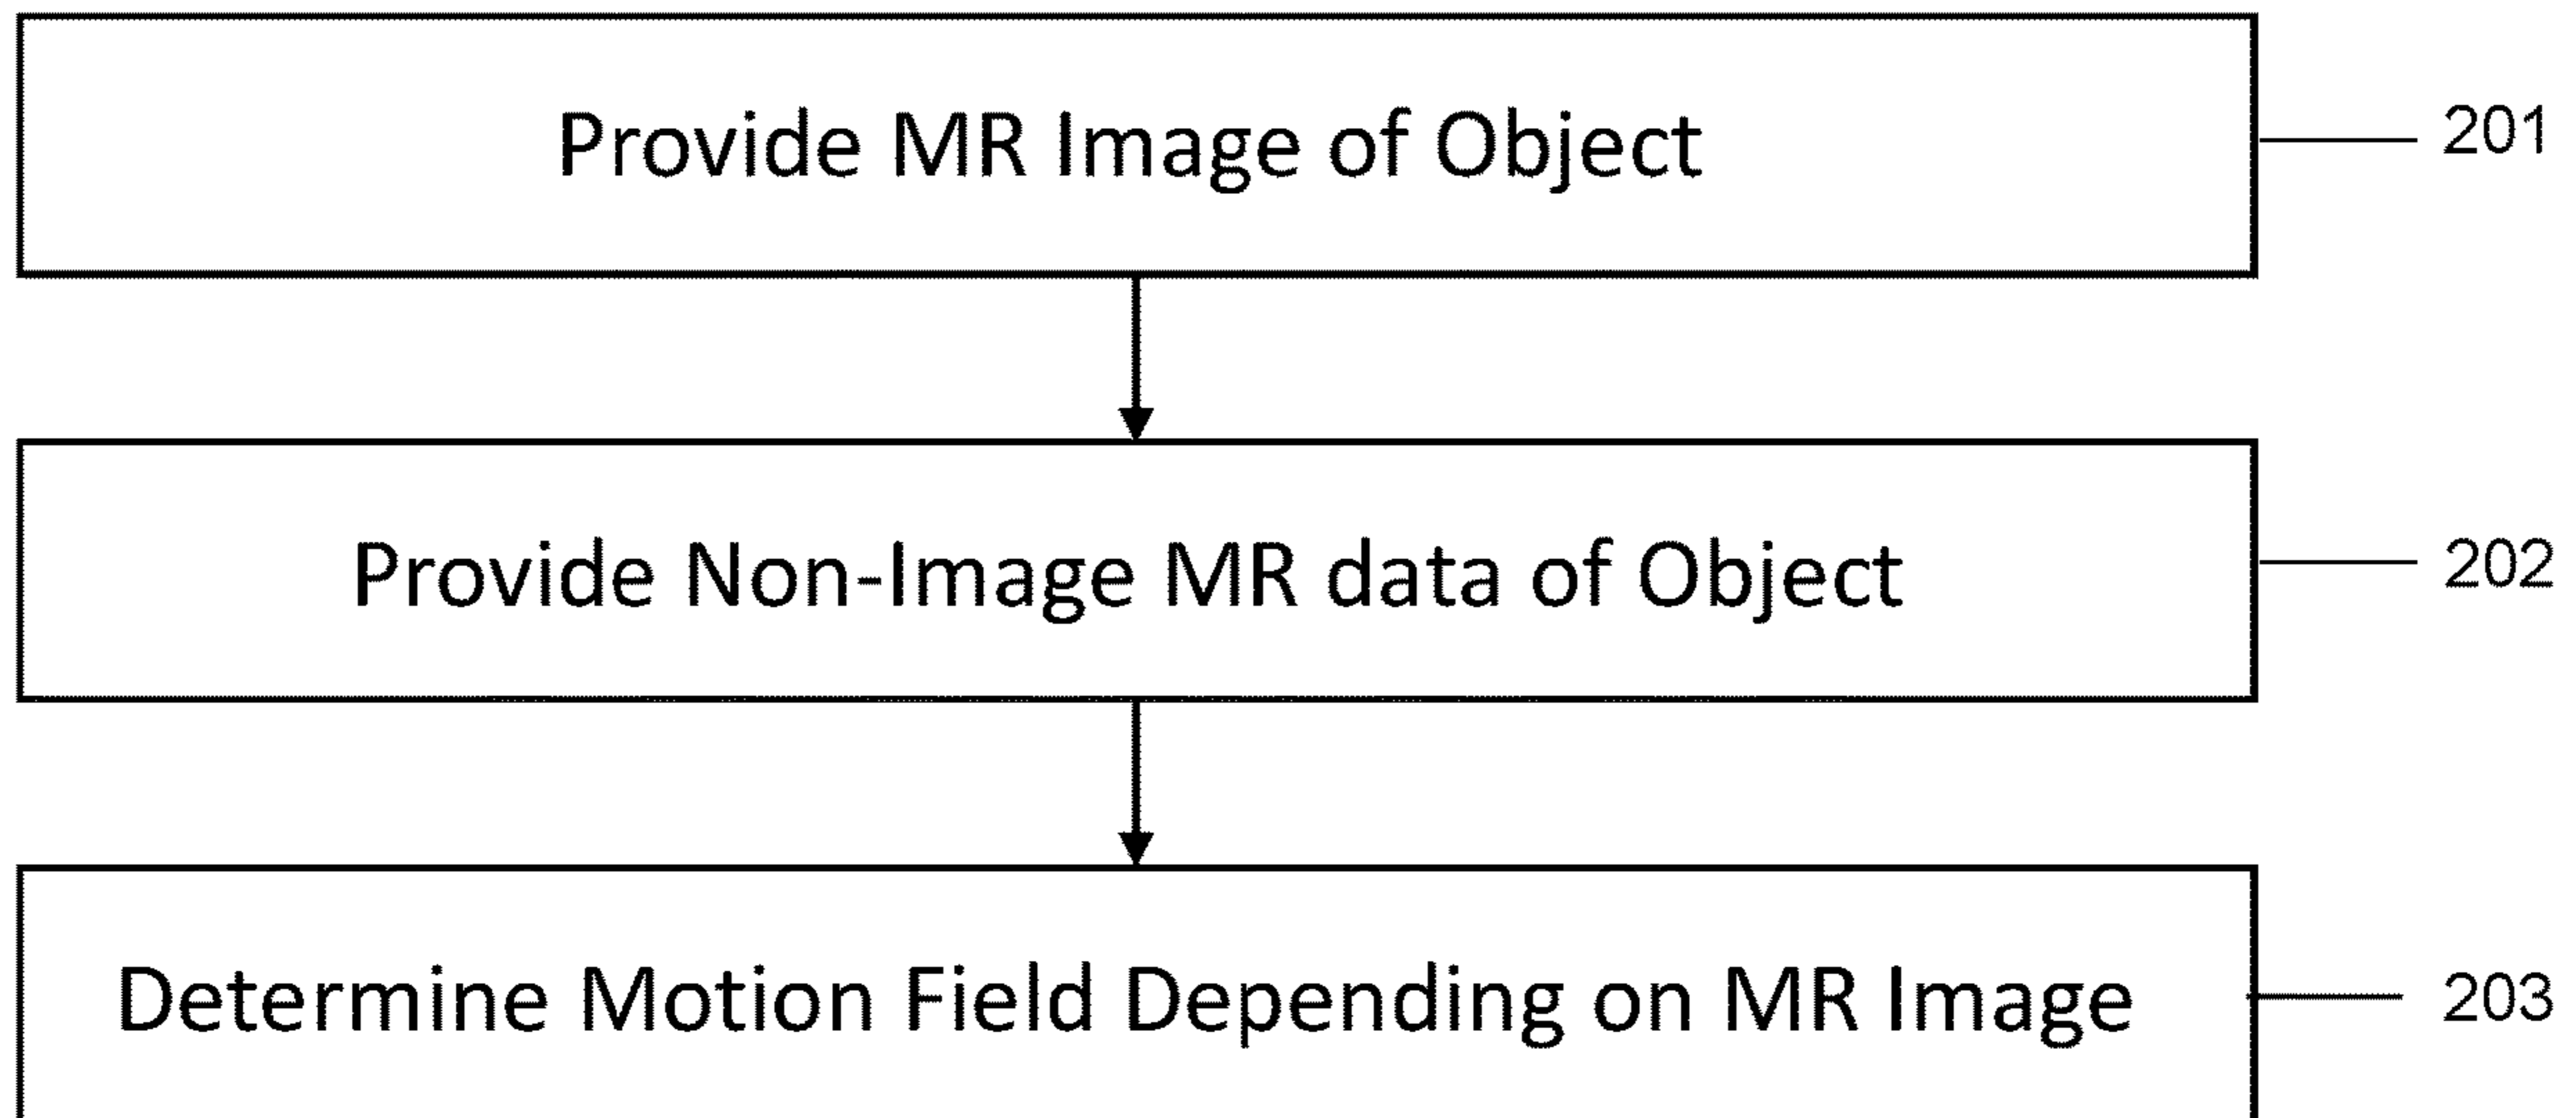 Provide MR Image of Object
201
Provide Non-Image MR data of Object
202
Determine Motion Field Depending on MR Image
203